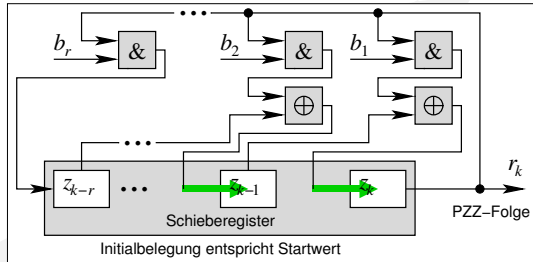 b_r & b_2 & b_1 &
⊕ ⊕
z_{k−r} z_{k−1} z_k r_k
Schieberegister
PZZ−Folge
Initialbelegung entspricht Startwert